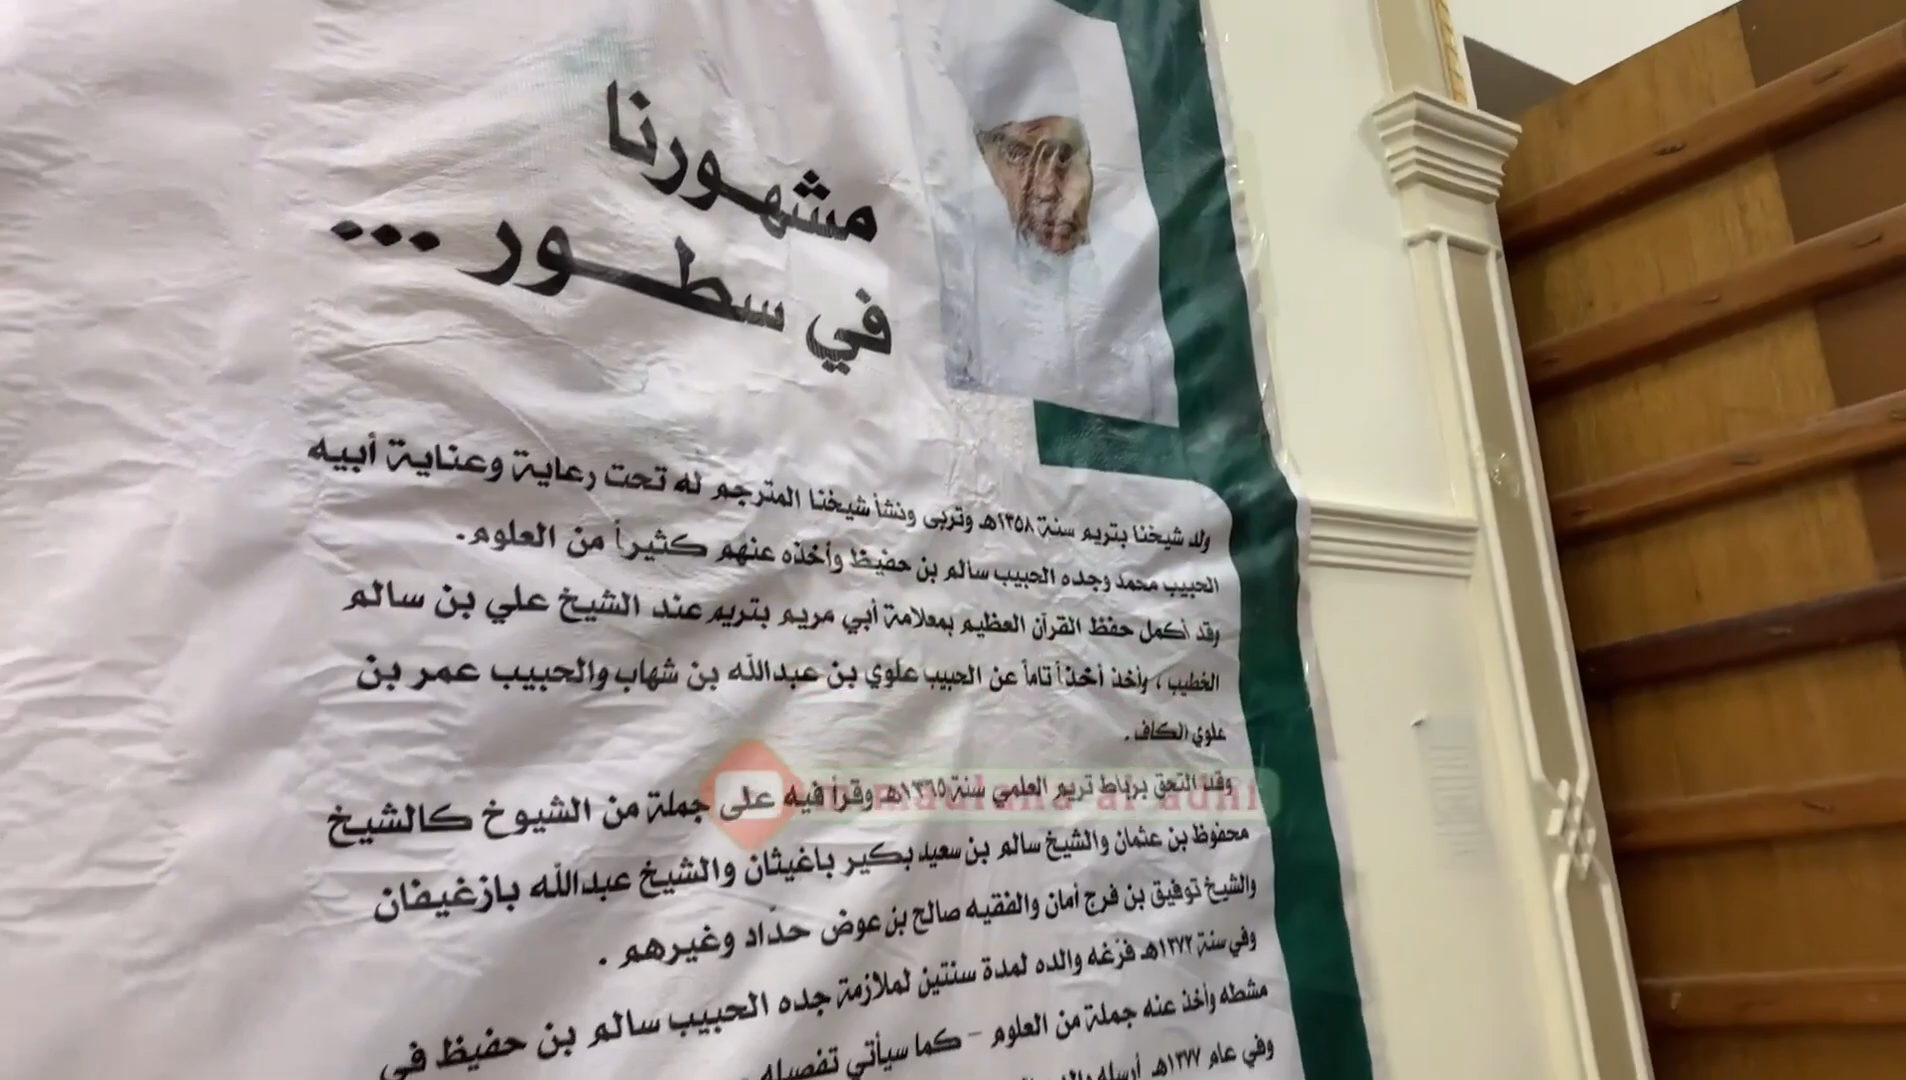 مشهورنا
في سطور ...
ولد شيخنا بتريم سنة ١٣٥٨هـ وتربى ونشأ شيخنا المترجم له تحت رعاية وعناية أبيه
الحبيب محمد وجده الحبيب سالم بن حفيظ وأخذه عنهم كثيراً من العلوم.
وقد أكمل حفظ القرآن العظيم بمعلامة أبي مريم بتريم عند الشيخ علي بن سالم
الخطيب ، وأخذ أخذاً تاماً عن الحبيب علوي بن عبدالله بن شهاب والحبيب عمر بن
علوي الكاف .
وقد التحق برباط تريم العلمي سنة ١٣٦٥هـ وقرأ فيه على جملة من الشيوخ كالشيخ
محفوظ بن عثمان والشيخ سالم بن سعيد بكير باغيثان والشيخ عبدالله بازغيفان
والشيخ توفيق بن فرج أمان والفقيه صالح بن عوض حدّاد وغيرهم .
وفي سنة ١٣٧٢هـ فرّغه والده لمدة سنتين لملازمة جده الحبيب سالم بن حفيظ في
مشطه وأخذ عنه جملة من العلوم – كما سيأتي تفصيله
وفي عام ١٣٧٧هـ أرسله